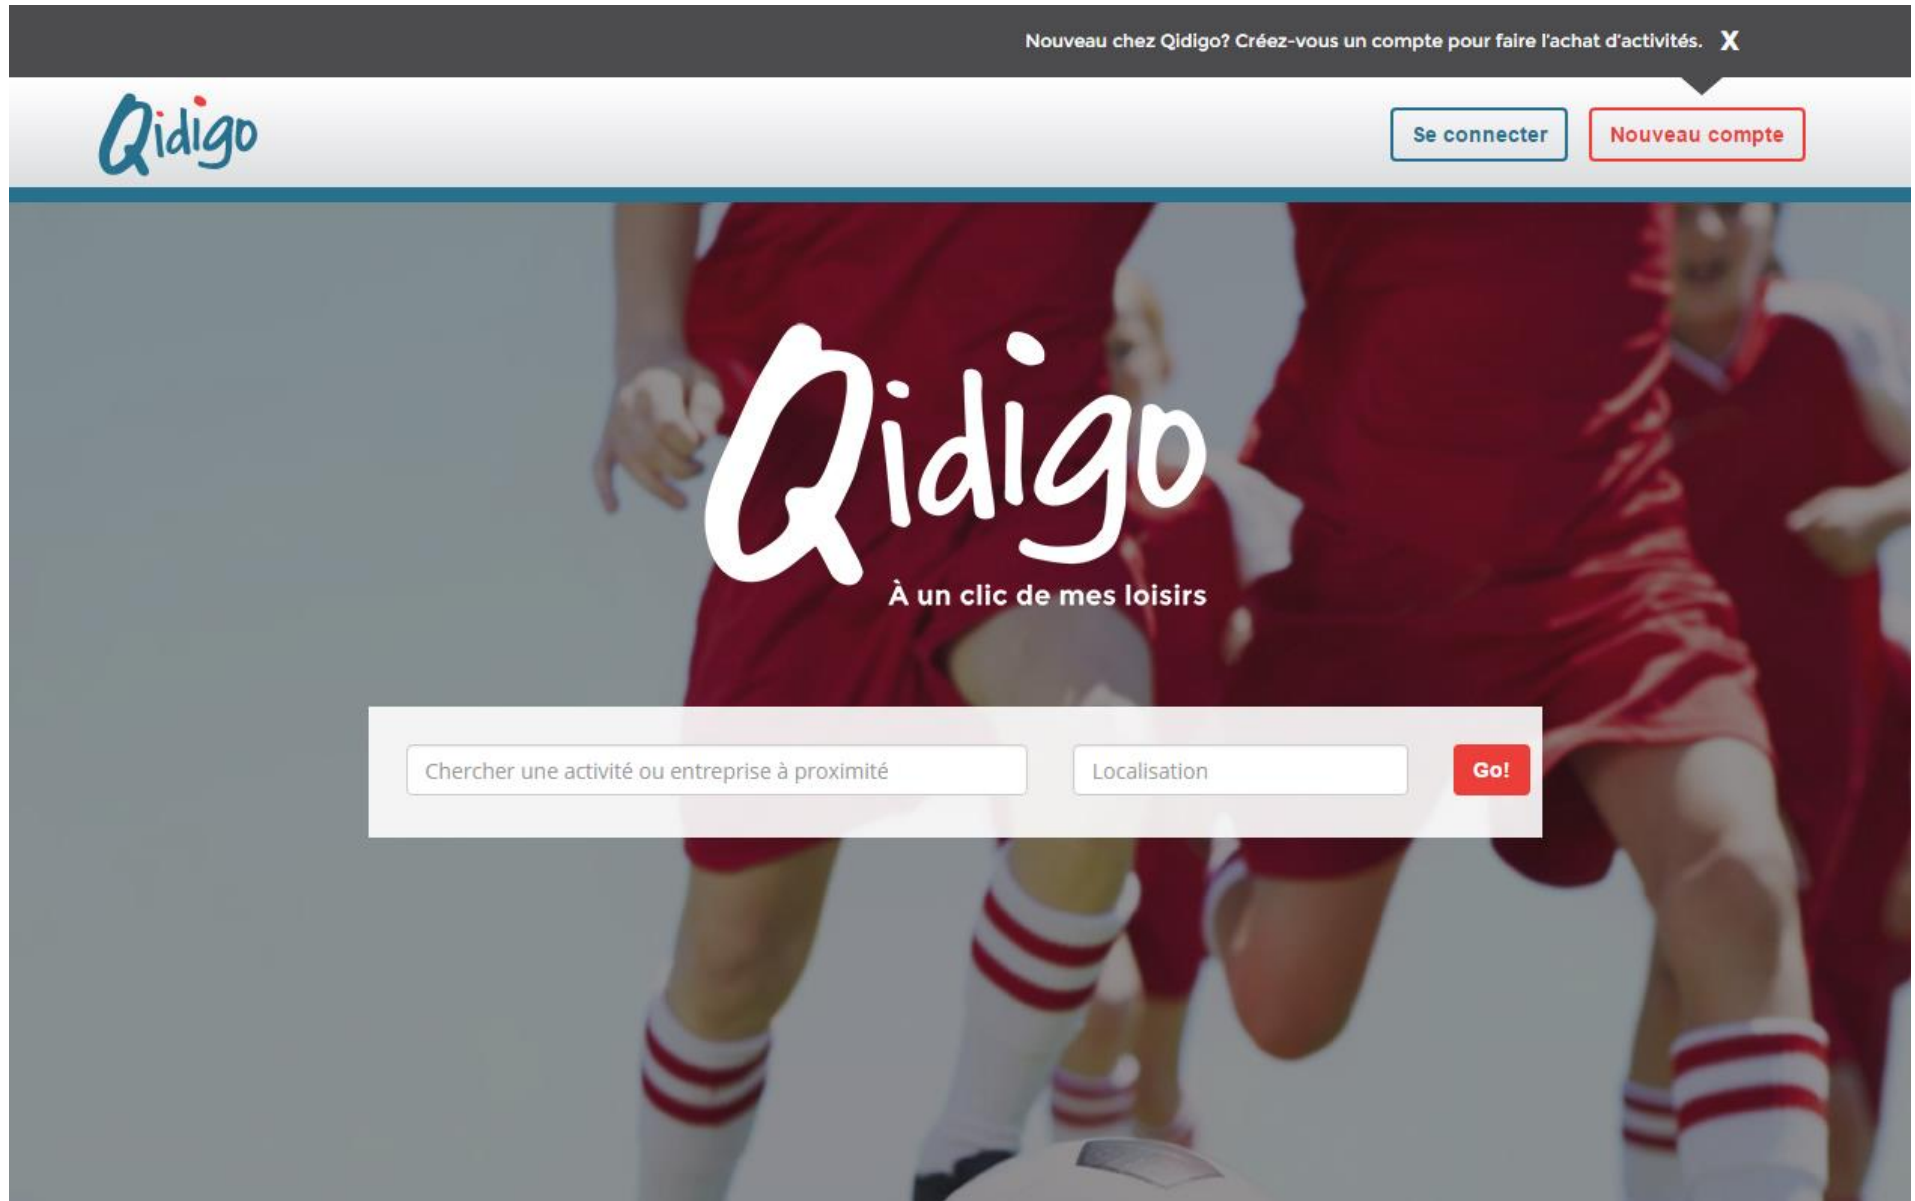 Nouveau chez Qidigo? Créez-vous un compte pour faire l'achat d'activités. X
Qidigo
Se connecter
Nouveau compte
Qidigo
À un clic de mes loisirs
Chercher une activité ou entreprise à proximité
Localisation
Go!